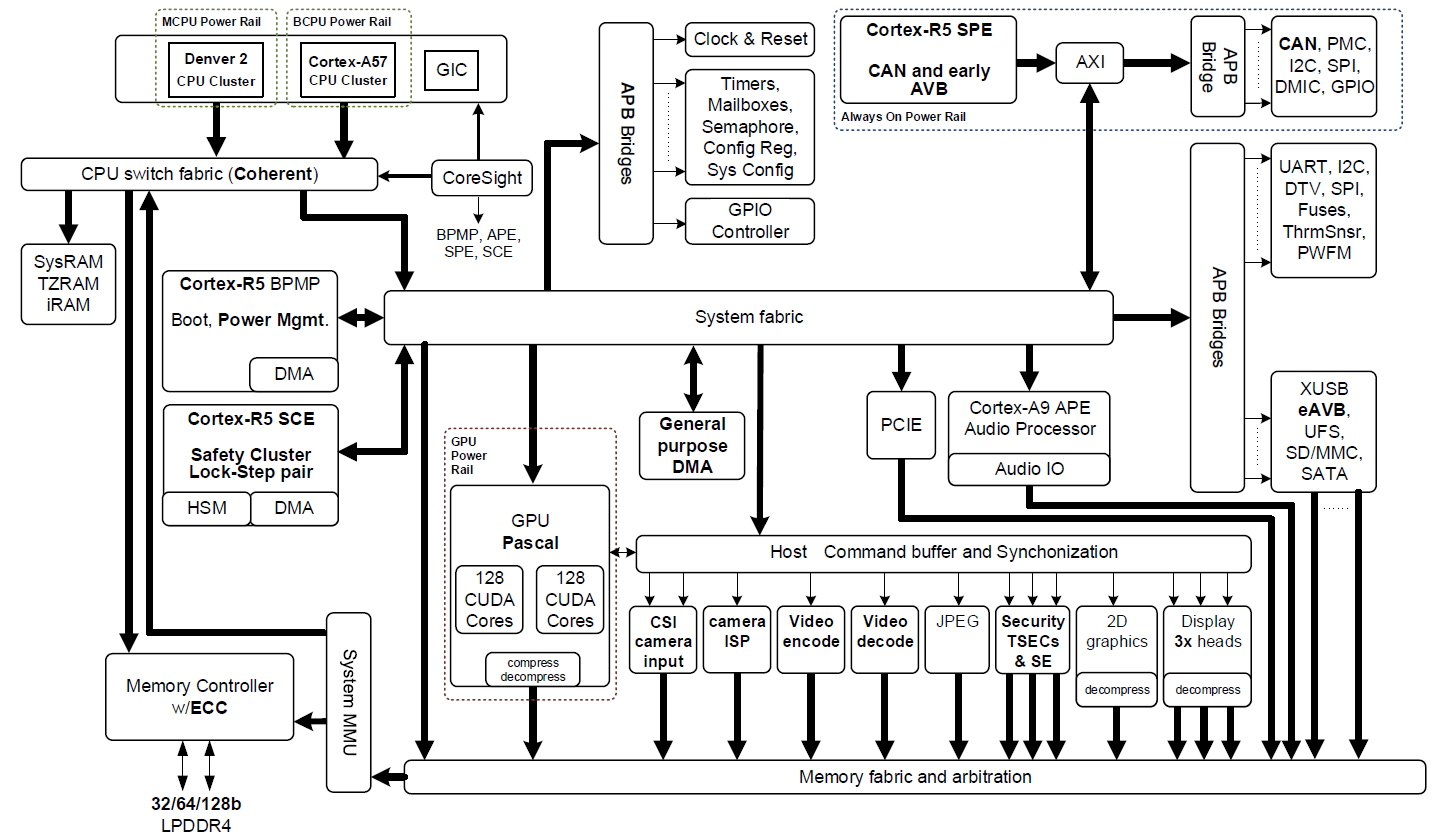 MCPU Power Rail
BCPU Power Rail
Denver 2
CPU Cluster
Cortex-A57
CPU Cluster
GIC
CPU switch fabric (Coherent)
CoreSight
BPMP, APE,
SPE, SCE
SysRAM
TZRAM
iRAM
APB Bridges
Clock & Reset
Timers,
Mailboxes,
Semaphore,
Config Reg,
Sys Config
GPIO
Controller
Cortex-R5 SPE
CAN and early
AVB
Always On Power Rail
AXI
APB
Bridge
CAN, PMC,
I2C, SPI,
DMIC, GPIO
APB Bridges
UART, I2C,
DTV, SPI,
Fuses,
ThrmSnsr,
PWFM
XUSB
eAVB,
UFS,
SD/MMC,
SATA
Cortex-R5 BPMP
Boot, Power Mgmt.
DMA
System fabric
Cortex-R5 SCE
Safety Cluster
Lock-Step pair
HSM
DMA
GPU
Power
Rail
GPU
Pascal
128
CUDA
Cores
128
CUDA
Cores
compress
decompress
General
purpose
DMA
PCIE
Cortex-A9 APE
Audio Processor
Audio IO
Host Command buffer and Synchonization
CSI
camera
input
camera
ISP
Video
encode
Video
decode
JPEG
Security
TSECs
& SE
2D
graphics
decompress
Display
3x heads
decompress
Memory Controller
w/ECC
System MMU
32/64/128b
LPDDR4
Memory fabric and arbitration